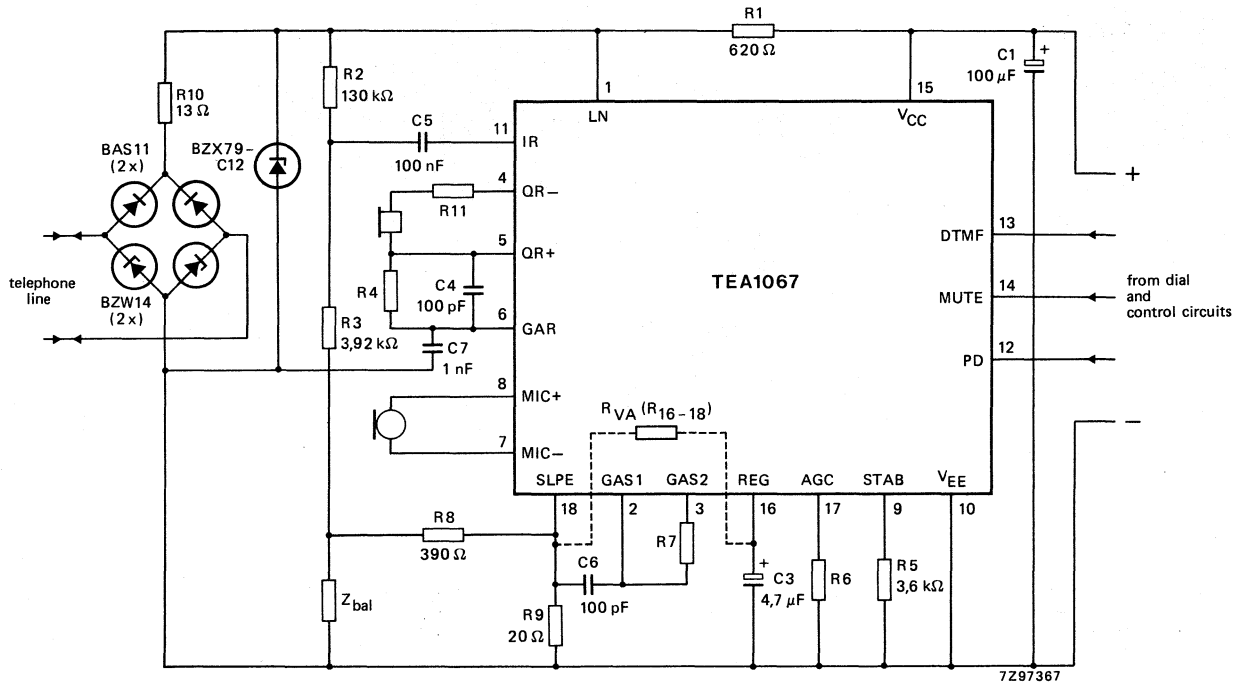 R1
620 Ω
R10
13 Ω
R2
130 kΩ
C1
+
100 μF
BAS11
(2x)
BZX79-
C12
C5
100 nF
1
LN
15
VCC
11
IR
4
QR−
R11
5
QR+
R4
C4
100 pF
6
GAR
telephone
line
BZW14
(2x)
R3
3,92 kΩ
C7
1 nF
8
MIC+
7
MIC−
TEA1067
+
DTMF
13
MUTE
14
PD
12
from dial
and
control circuits
−
RVA (R16-18)
SLPE
GAS1
GAS2
REG
AGC
STAB
VEE
18
2
3
16
17
9
10
R8
390 Ω
R7
C6
100 pF
+
C3
4,7 μF
R6
R5
3,6 kΩ
Zbal
R9
20 Ω
7Z97367